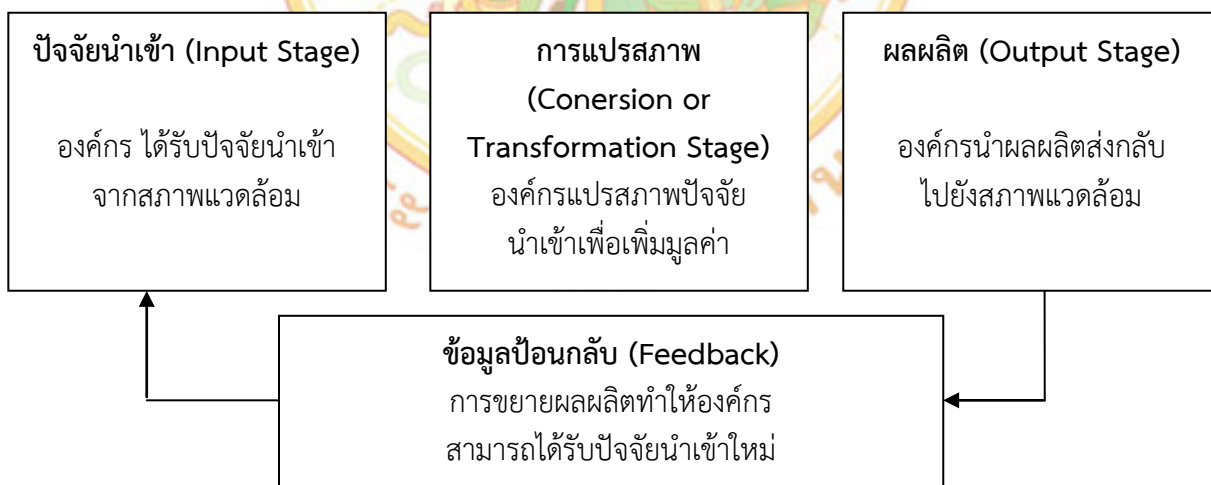 ปัจจัยนำเข้า (Input Stage)
องค์กร ได้รับปัจจัยนำเข้า
จากสภาพแวดล้อม
การแปรสภาพ
(Conersion or
Transformation Stage)
องค์กรแปรสภาพปัจจัย
นำเข้าเพื่อเพิ่มมูลค่า
ผลผลิต (Output Stage)
องค์กรนำผลผลิตส่งกลับ
ไปยังสภาพแวดล้อม
ข้อมูลป้อนกลับ (Feedback)
การขยายผลผลิตทำให้องค์กร
สามารถได้รับปัจจัยนำเข้าใหม่